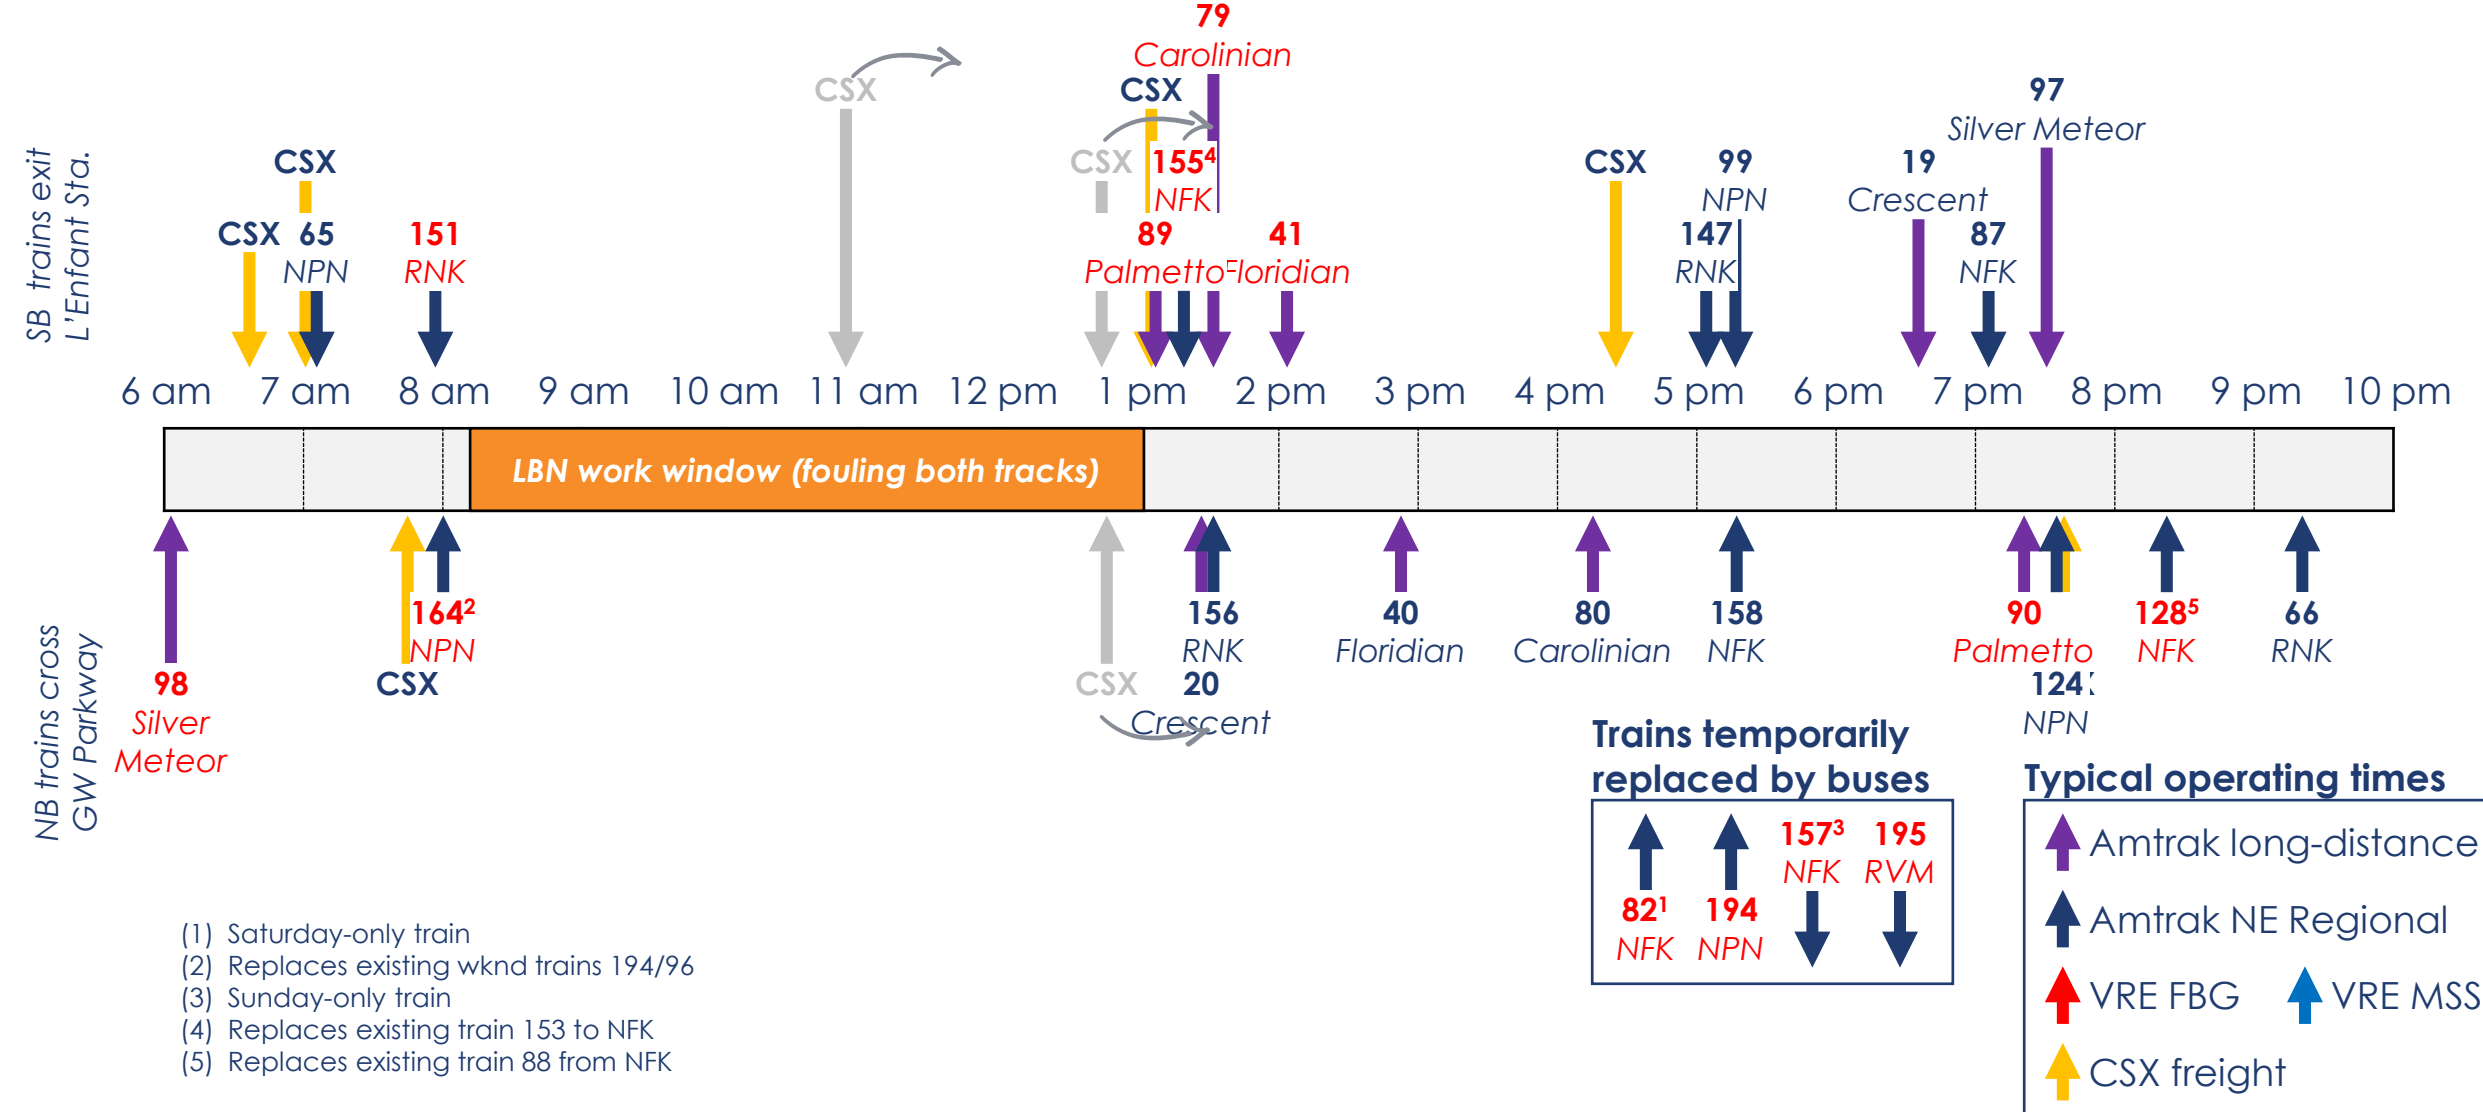 79
Carolinian
CSX
CSX
97
Silver Meteor
SB trains exit
L'Enfant Sta.
CSX
CSX
155⁴
NFK
CSX
99
NPN
19
Crescent
CSX
65
NPN
151
RNK
89
Palmetto
41
Floridian
147
RNK
87
NFK
6 am 7 am 8 am 9 am 10 am 11 am 12 pm 1 pm 2 pm 3 pm 4 pm 5 pm 6 pm 7 pm 8 pm 9 pm 10 pm
LBN work window (fouling both tracks)
NB trains cross
GW Parkway
98
Silver
Meteor
164²
NPN
CSX
CSX
156
RNK
20
Crescent
40
Floridian
80
Carolinian
158
NFK
90
Palmetto
124
NPN
128⁵
NFK
66
RNK
Trains temporarily
replaced by buses
82¹
NFK
194
NPN
157³
NFK
195
RVM
Typical operating times
Amtrak long-distance
Amtrak NE Regional
VRE FBG
VRE MSS
CSX freight
(1) Saturday-only train
(2) Replaces existing wknd trains 194/96
(3) Sunday-only train
(4) Replaces existing train 153 to NFK
(5) Replaces existing train 88 from NFK